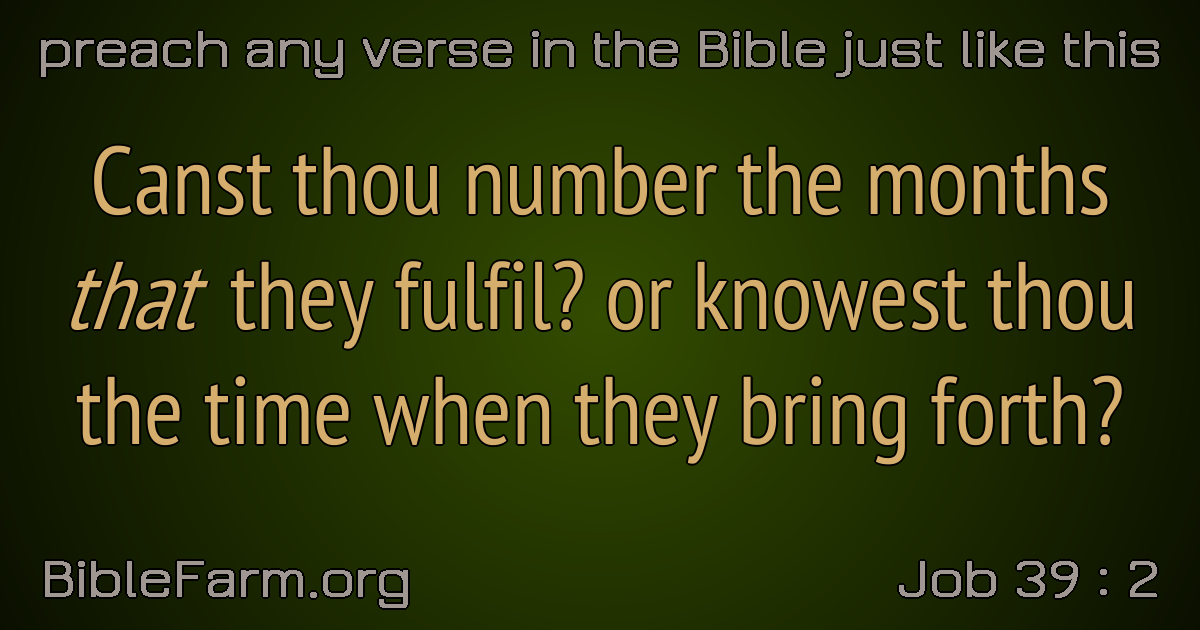 preach any verse in the Bible just like this
Canst thou number the months
that they fulfil? or knowest thou
the time when they bring forth?
BibleFarm.org
Job 39 : 2